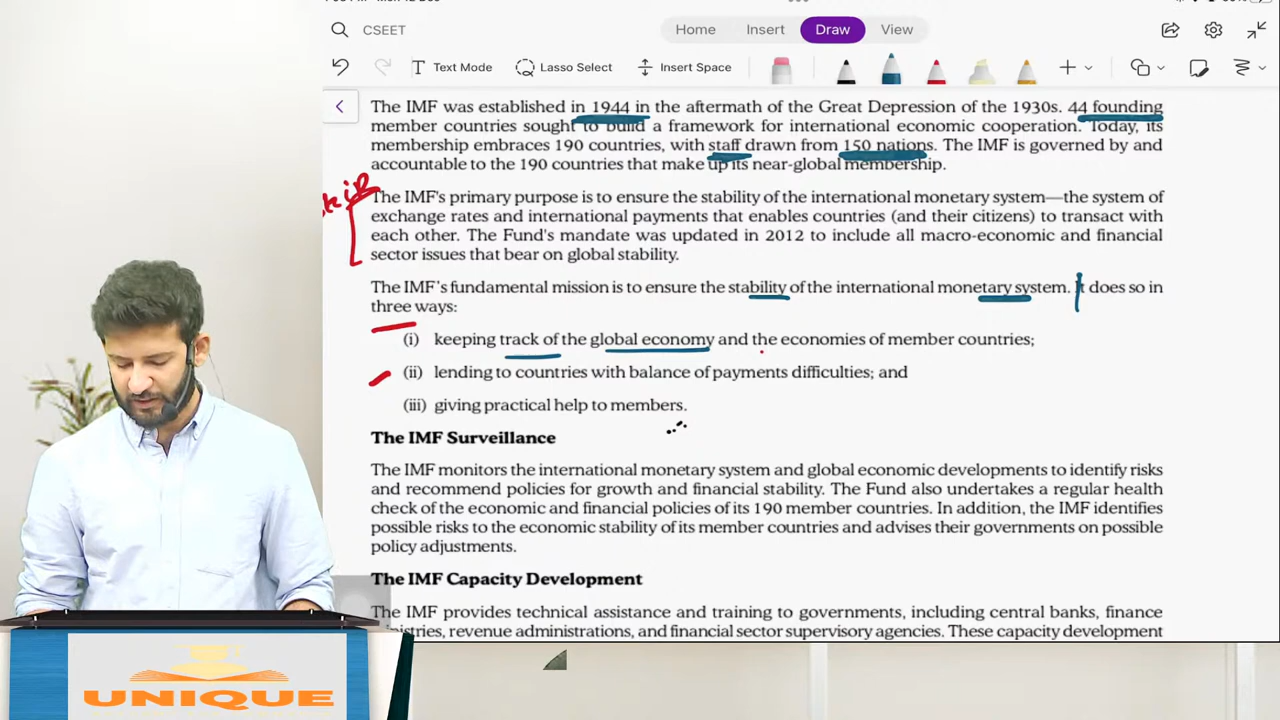 CSEET
Home Insert Draw View
Text Mode Lasso Select Insert Space
The IMF was established in 1944 in the aftermath of the Great Depression of the 1930s. 44 founding
member countries sought to build a framework for international economic cooperation. Today, its
membership embraces 190 countries, with staff drawn from 150 nations. The IMF is governed by and
accountable to the 190 countries that make up its near-global membership.
The IMF's primary purpose is to ensure the stability of the international monetary system—the system of
exchange rates and international payments that enables countries (and their citizens) to transact with
each other. The Fund's mandate was updated in 2012 to include all macro-economic and financial
sector issues that bear on global stability.
The IMF's fundamental mission is to ensure the stability of the international monetary system. It does so in
three ways:
(i) keeping track of the global economy and the economies of member countries;
(ii) lending to countries with balance of payments difficulties; and
(iii) giving practical help to members.
The IMF Surveillance
The IMF monitors the international monetary system and global economic developments to identify risks
and recommend policies for growth and financial stability. The Fund also undertakes a regular health
check of the economic and financial policies of its 190 member countries. In addition, the IMF identifies
possible risks to the economic stability of its member countries and advises their governments on possible
policy adjustments.
The IMF Capacity Development
The IMF provides technical assistance and training to governments, including central banks, finance
ministries, revenue administrations, and financial sector supervisory agencies. These capacity development
UNIQUE